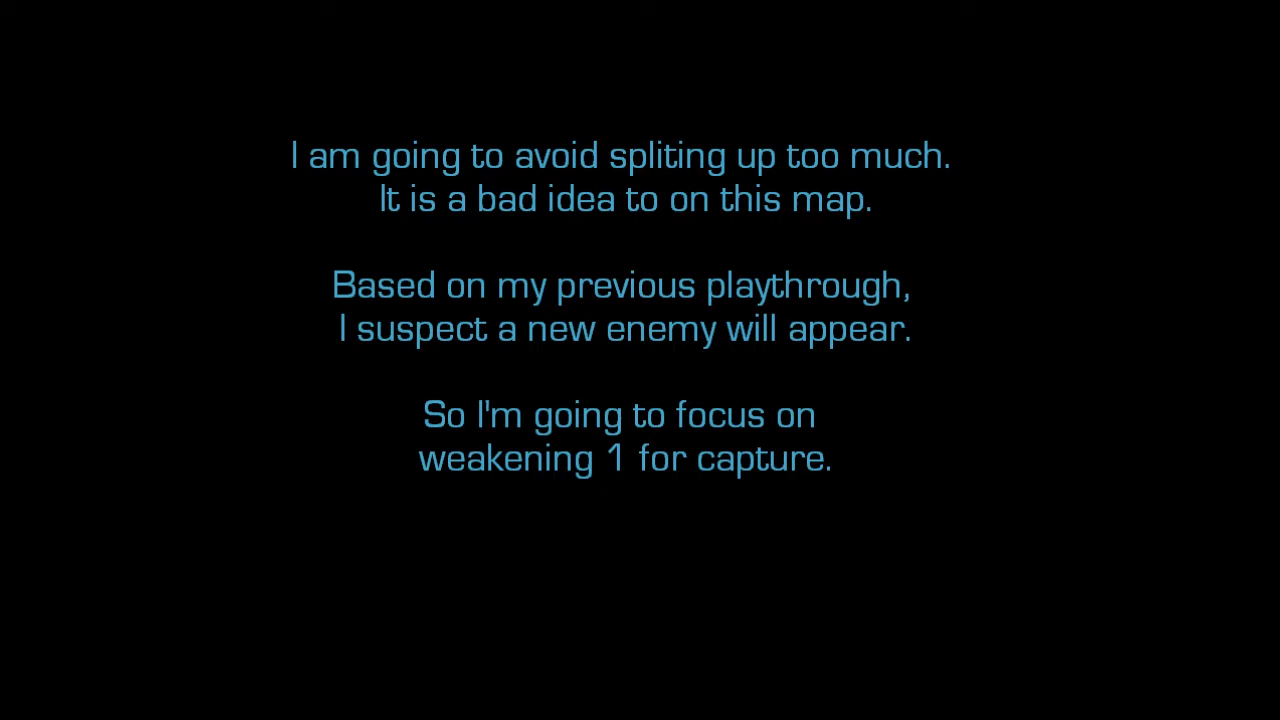 I am going to avoid spliting up too much.
It is a bad idea to on this map.
Based on my previous playthrough,
I suspect a new enemy will appear.
So I'm going to focus on
weakening 1 for capture.